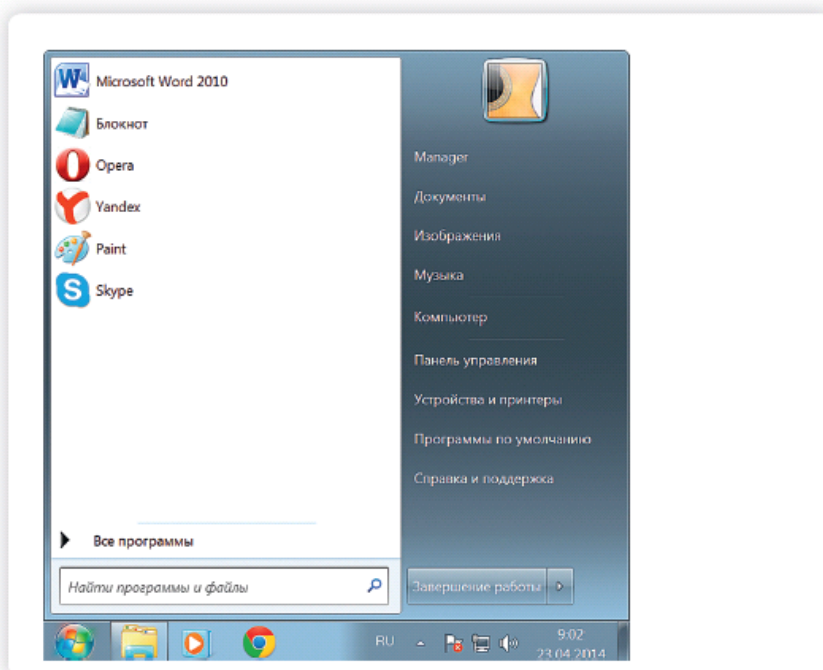 Microsoft Word 2010
Блокнот
Opera
Yandex
Paint
Skype
Все программы
Найти программы и файлы
Manager
Документы
Изображения
Музыка
Компьютер
Панель управления
Устройства и принтеры
Программы по умолчанию
Справка и поддержка
Завершение работы
RU
9:02
23.04.2014